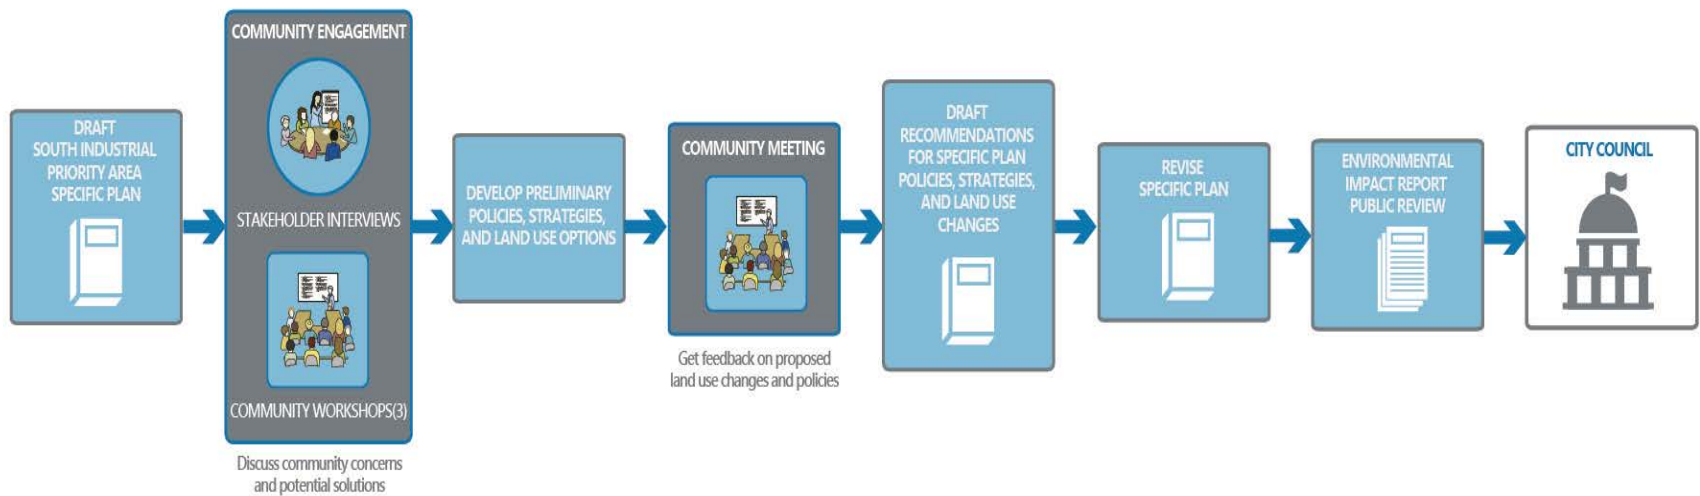 DRAFT
SOUTH INDUSTRIAL
PRIORITY AREA
SPECIFIC PLAN
COMMUNITY ENGAGEMENT
STAKEHOLDER INTERVIEWS
COMMUNITY WORKSHOPS(3)
Discuss community concerns
and potential solutions
DEVELOP PRELIMINARY
POLICIES, STRATEGIES,
AND LAND USE OPTIONS
COMMUNITY MEETING
Get feedback on proposed
land use changes and policies
DRAFT
RECOMMENDATIONS
FOR SPECIFIC PLAN
POLICIES, STRATEGIES,
AND LAND USE
CHANGES
REVISE
SPECIFIC PLAN
ENVIRONMENTAL
IMPACT REPORT
PUBLIC REVIEW
CITY COUNCIL